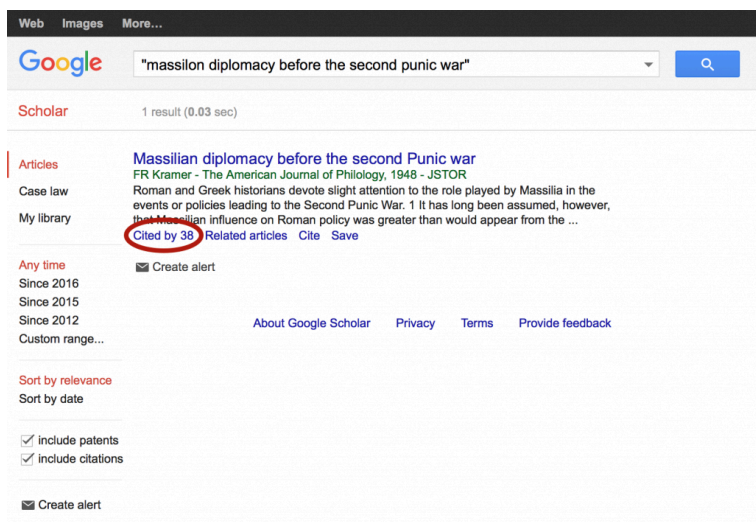 Web Images More…
Google
"massilon diplomacy before the second punic war"
Scholar
1 result (0.03 sec)
Articles
Case law
My library
Any time
Since 2016
Since 2015
Since 2012
Custom range...
Sort by relevance
Sort by date
include patents
include citations
Create alert
Massilian diplomacy before the second Punic war
FR Kramer - The American Journal of Philology, 1948 - JSTOR
Roman and Greek historians devote slight attention to the role played by Massilia in the
events or policies leading to the Second Punic War. 1 It has long been assumed, however,
that Massilian influence on Roman policy was greater than would appear from the ...
Cited by 38 Related articles Cite Save
Create alert
About Google Scholar Privacy Terms Provide feedback